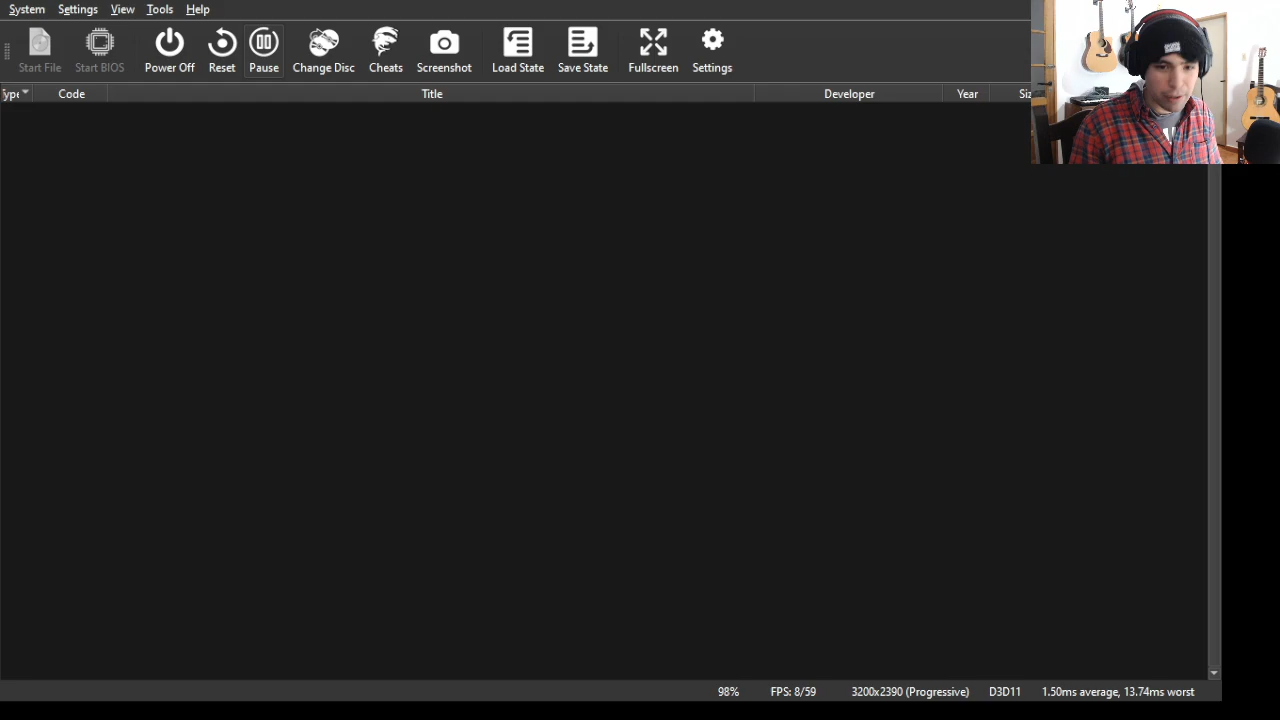 System Settings View Tools Help
Start File Start BIOS Power Off Reset Pause Change Disc Cheats Screenshot Load State Save State Fullscreen Settings
Code Title Developer Year
98% FPS: 8/59 3200x2390 (Progressive) D3D11 1.50ms average, 13.74ms worst